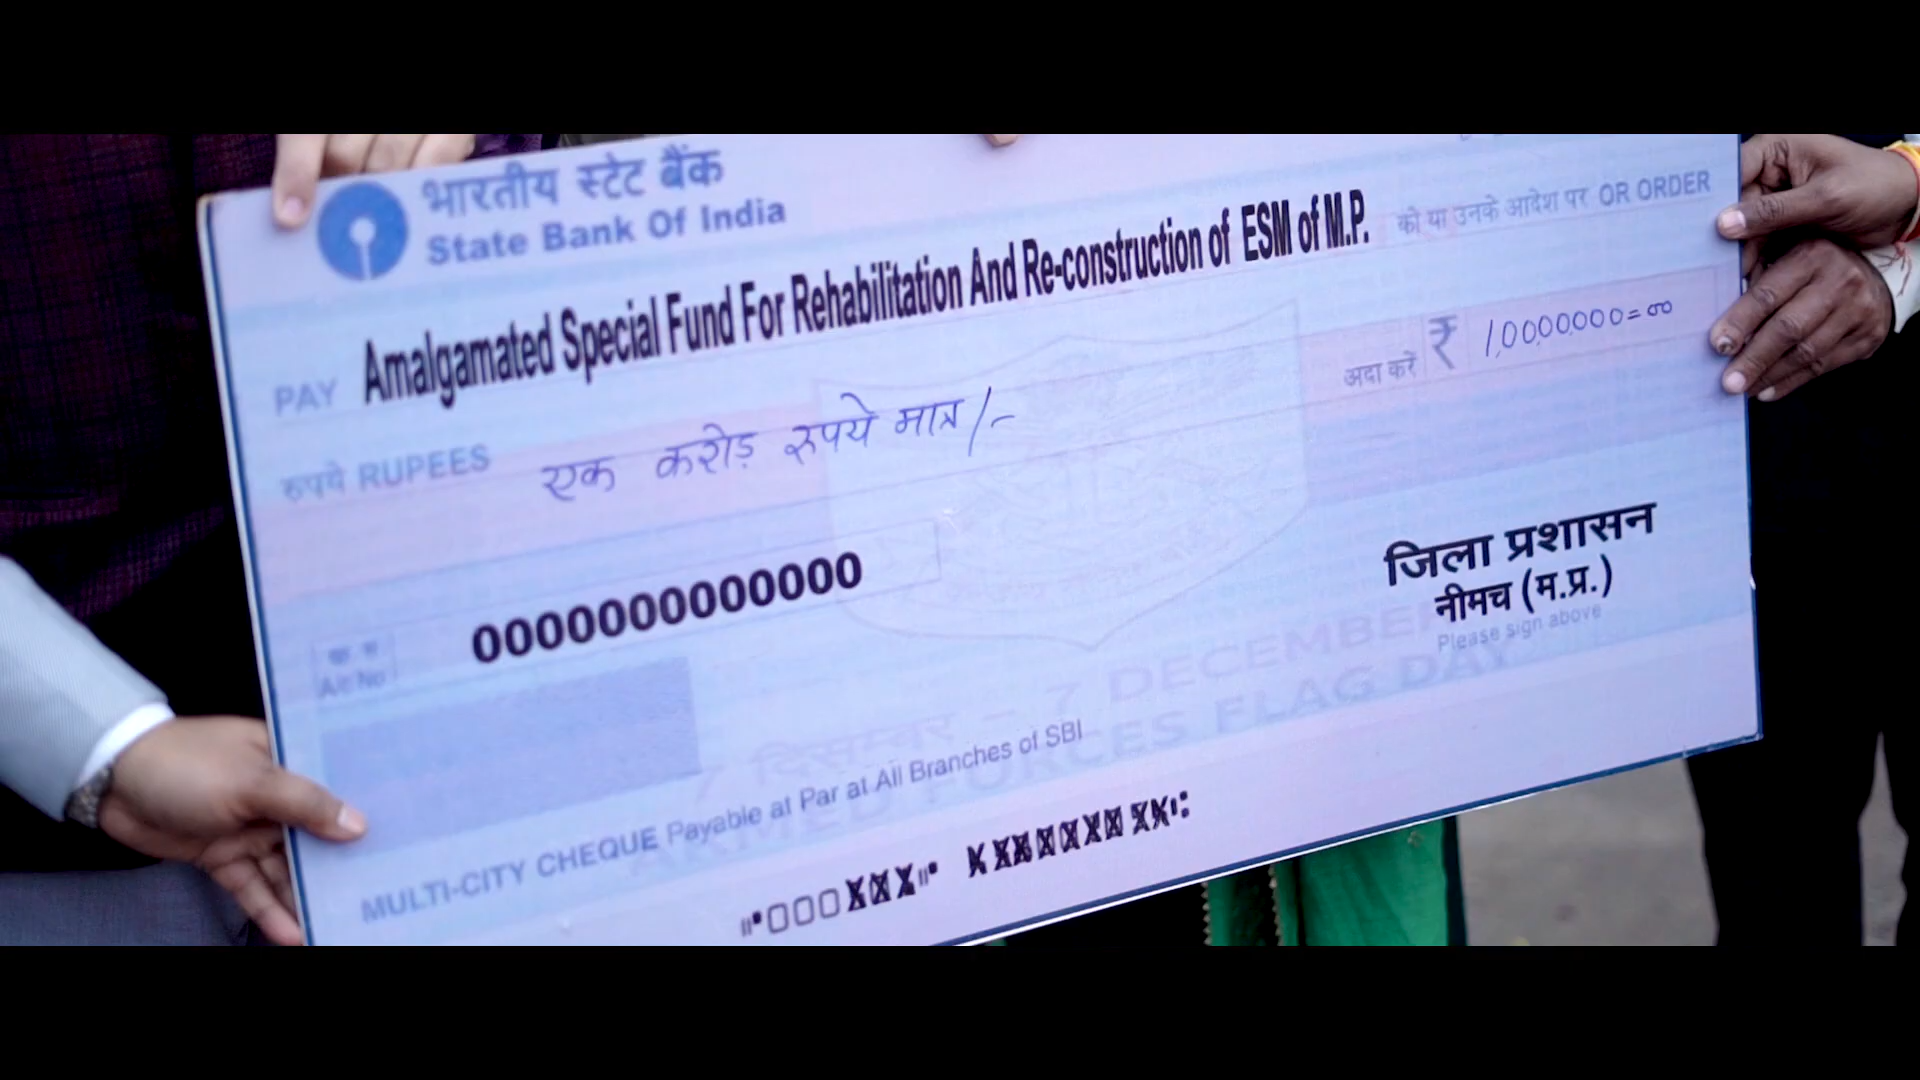 भारतीय स्टेट बैंक
State Bank Of India
PAY Amalgamated Special Fund For Rehabilitation And Re-construction of ESM of M.P. को या उनके आदेश पर OR ORDER
रुपये RUPEES एक करोड़ रुपये मात्र/-
अदा करें ₹ 1,00,00,000=00
0000000000000
A/c No
जिला प्रशासन
नीमच (म.प्र.)
Please sign above
7 दिसम्बर - 7 DECEMBER
ARMED FORCES FLAG DAY
MULTI-CITY CHEQUE Payable at Par at All Branches of SBI